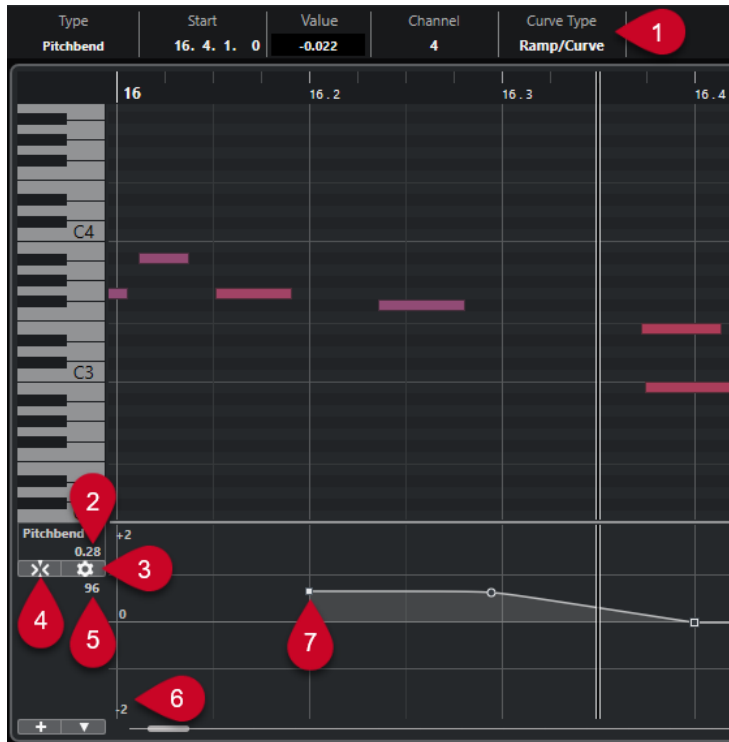 Type Start Value Channel Curve Type
Pitchbend 16. 4. 1. 0 -0.022 4 Ramp/Curve
1
16 16.2 16.3 16.4
C4
C3
2
Pitchbend +2
0.28
3
96
4 5 0 7
6
-2